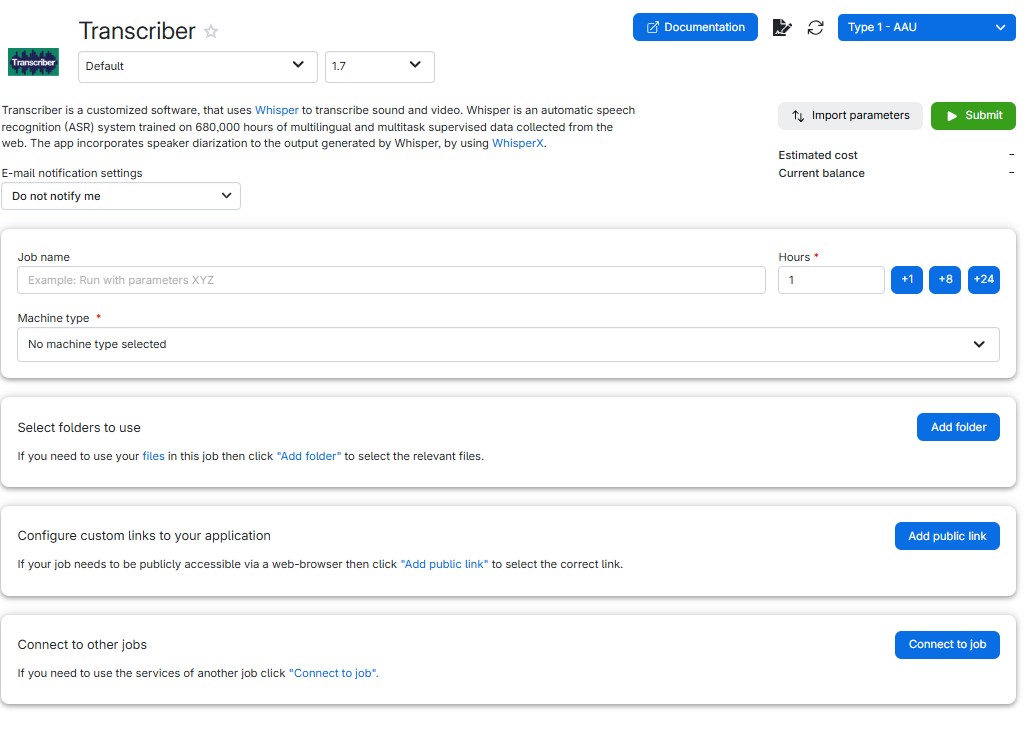 Transcriber
Documentation
Type 1 - AAU
Transcriber
Default
1.7
Transcriber is a customized software, that uses Whisper to transcribe sound and video. Whisper is an automatic speech
recognition (ASR) system trained on 680,000 hours of multilingual and multitask supervised data collected from the
web. The app incorporates speaker diarization to the output generated by Whisper, by using WhisperX.
Import parameters
Submit
Estimated cost –
Current balance –
E-mail notification settings
Do not notify me
Job name
Example: Run with parameters XYZ
Hours *
1
+1
+8
+24
Machine type *
No machine type selected
Select folders to use
Add folder
If you need to use your files in this job then click "Add folder" to select the relevant files.
Configure custom links to your application
Add public link
If your job needs to be publicly accessible via a web-browser then click "Add public link" to select the correct link.
Connect to other jobs
Connect to job
If you need to use the services of another job click "Connect to job".